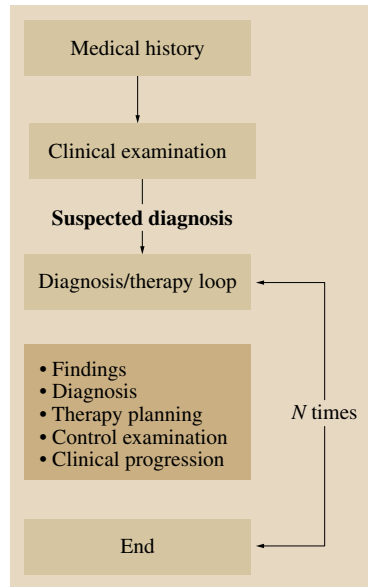 Medical history
Clinical examination
Suspected diagnosis
Diagnosis/therapy loop
• Findings
• Diagnosis
• Therapy planning
• Control examination
• Clinical progression
N times
End